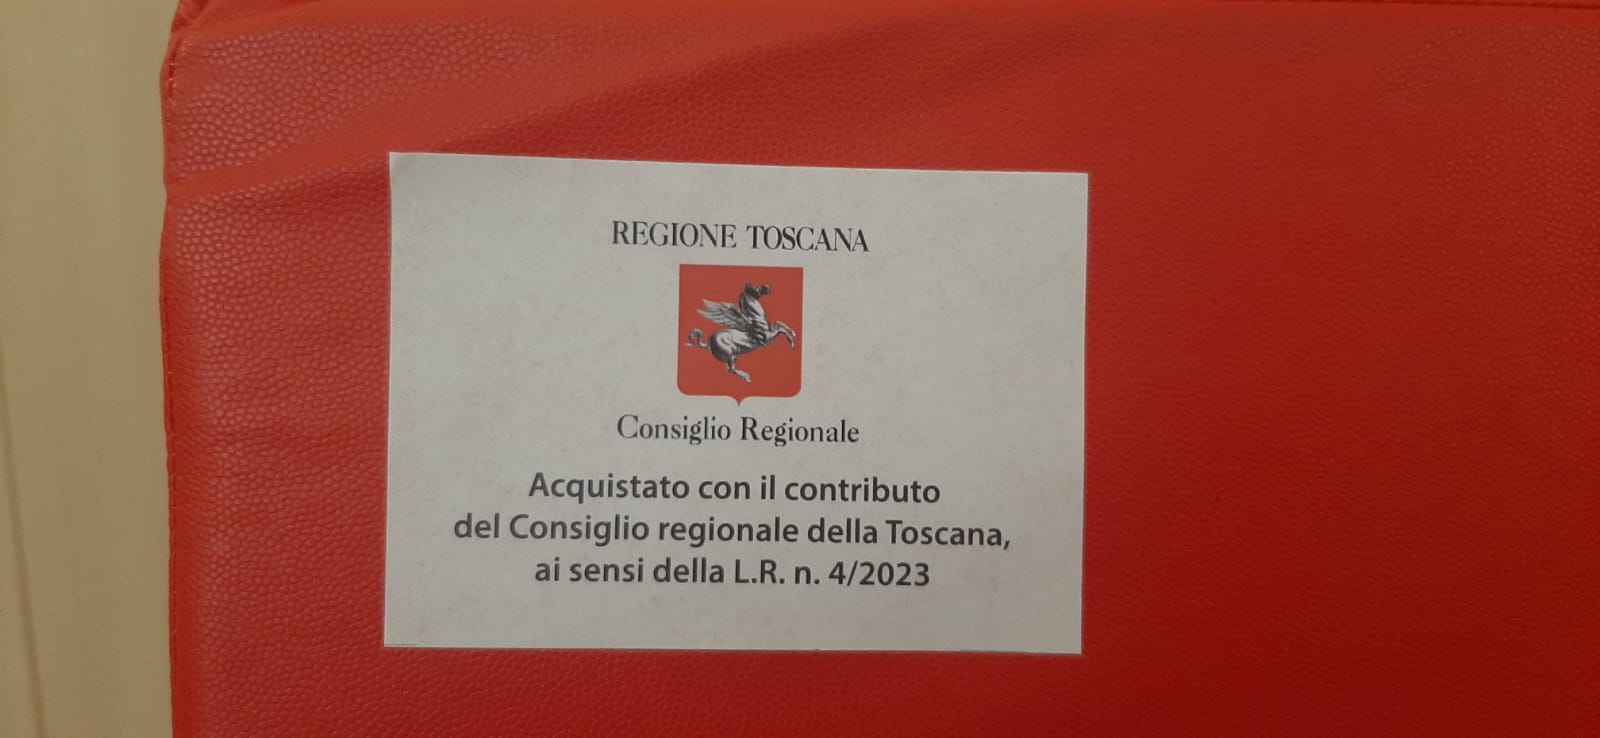 REGIONE TOSCANA
Consiglio Regionale
Acquistato con il contributo
del Consiglio regionale della Toscana,
ai sensi della L.R. n. 4/2023